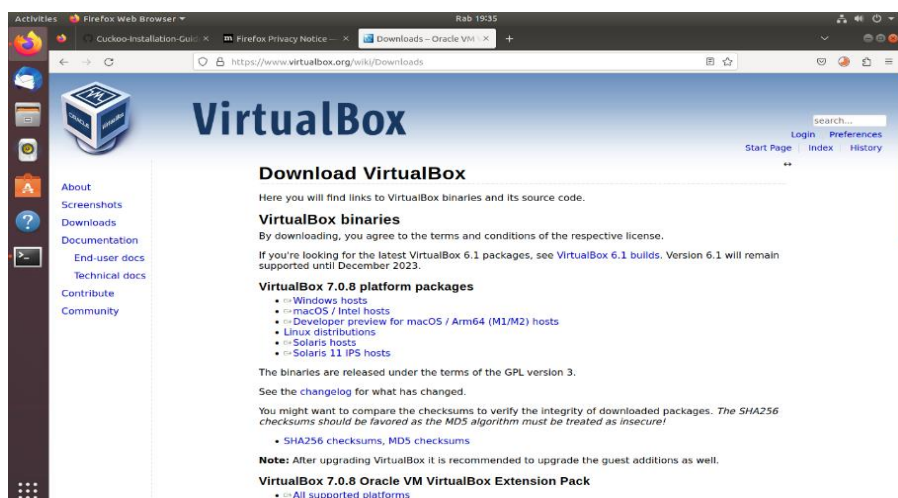 Activities Firefox Web Browser Rab 19:35
Cuckoo-Installation-Guid × m Firefox Privacy Notice — × Downloads – Oracle VM × +
https://www.virtualbox.org/wiki/Downloads
VirtualBox
search...
Login Preferences
Start Page Index History
About
Screenshots
Downloads
Documentation
End-user docs
Technical docs
Contribute
Community
Download VirtualBox
Here you will find links to VirtualBox binaries and its source code.
VirtualBox binaries
By downloading, you agree to the terms and conditions of the respective license.
If you're looking for the latest VirtualBox 6.1 packages, see VirtualBox 6.1 builds. Version 6.1 will remain
supported until December 2023.
VirtualBox 7.0.8 platform packages
• Windows hosts
• macOS / Intel hosts
• Developer preview for macOS / Arm64 (M1/M2) hosts
• Linux distributions
• Solaris hosts
• Solaris 11 IPS hosts
The binaries are released under the terms of the GPL version 3.
See the changelog for what has changed.
You might want to compare the checksums to verify the integrity of downloaded packages. The SHA256
checksums should be favored as the MD5 algorithm must be treated as insecure!
• SHA256 checksums, MD5 checksums
Note: After upgrading VirtualBox it is recommended to upgrade the guest additions as well.
VirtualBox 7.0.8 Oracle VM VirtualBox Extension Pack
• All supported platforms